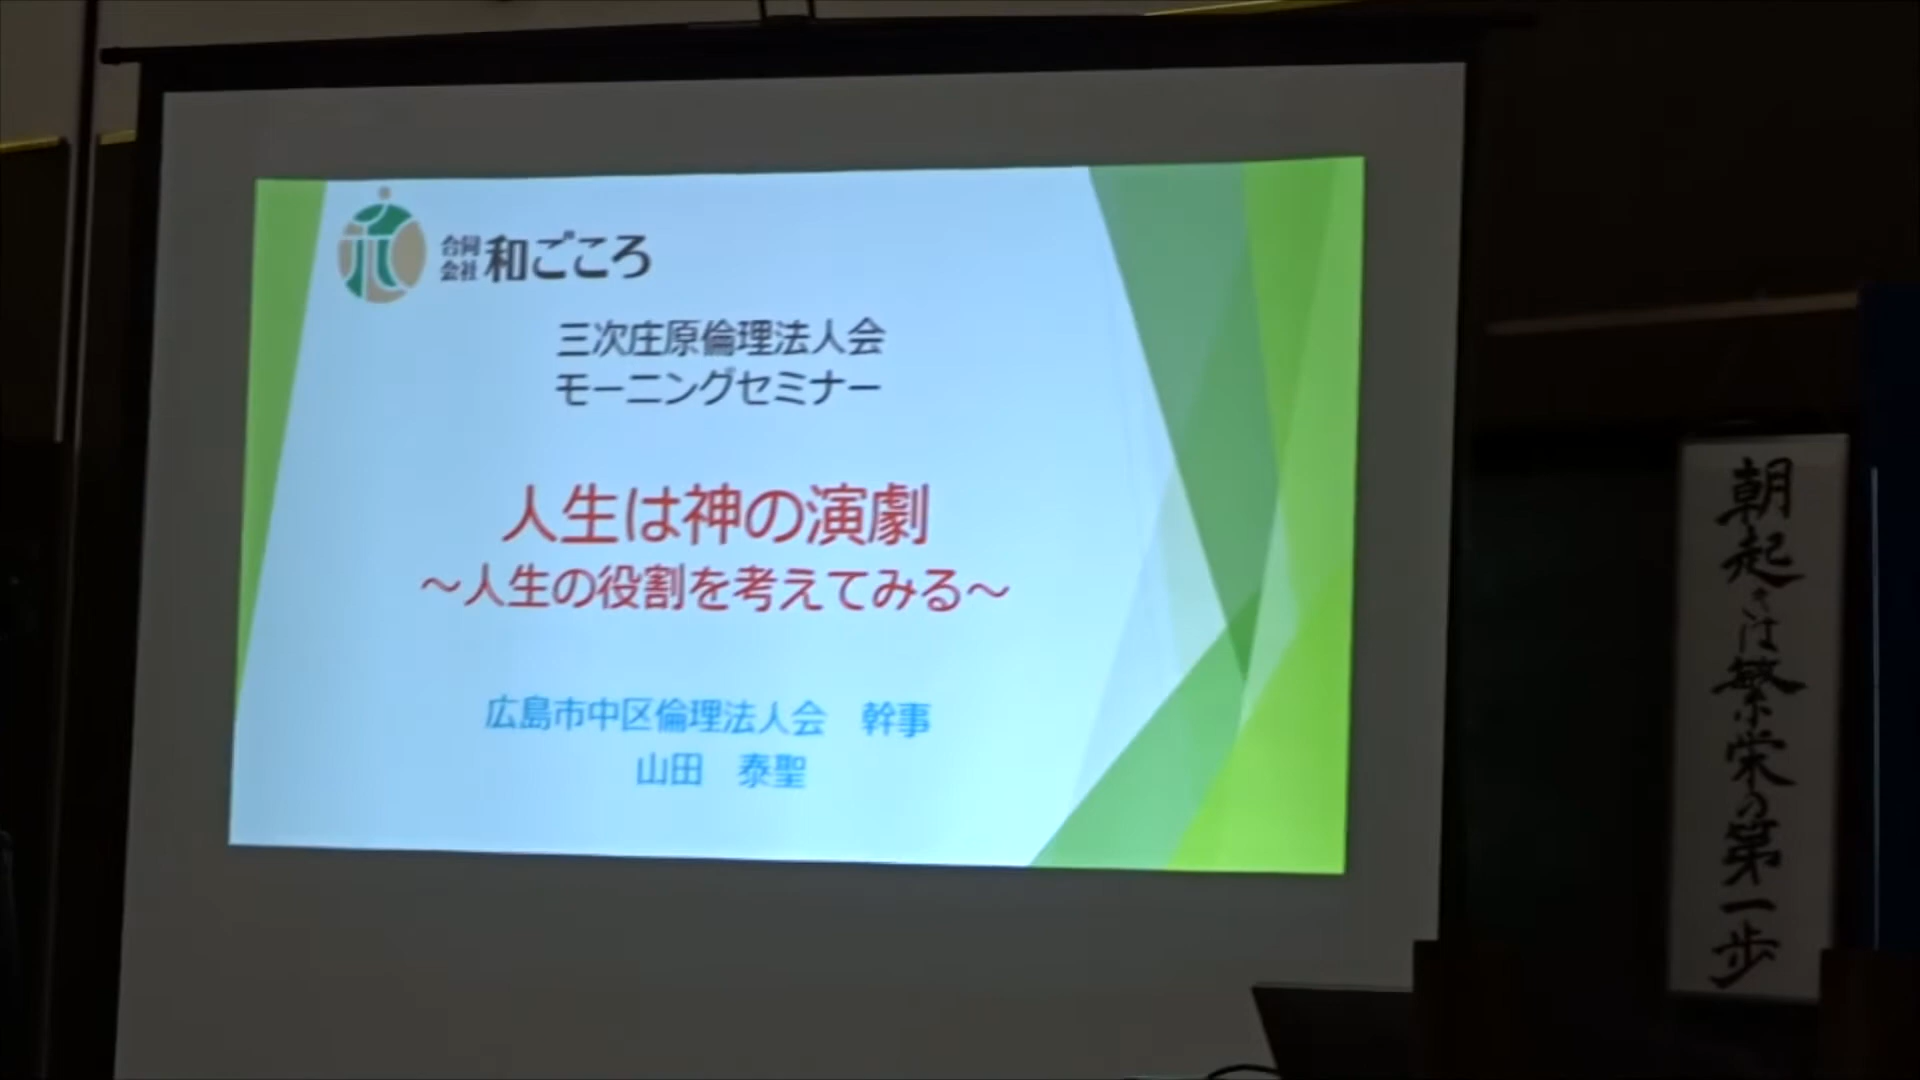 合同会社 和ごころ
三次庄原倫理法人会
モーニングセミナー
人生は神の演劇
～人生の役割を考えてみる～
広島市中区倫理法人会　幹事
山田　泰聖
朝起きは繁栄の第一歩